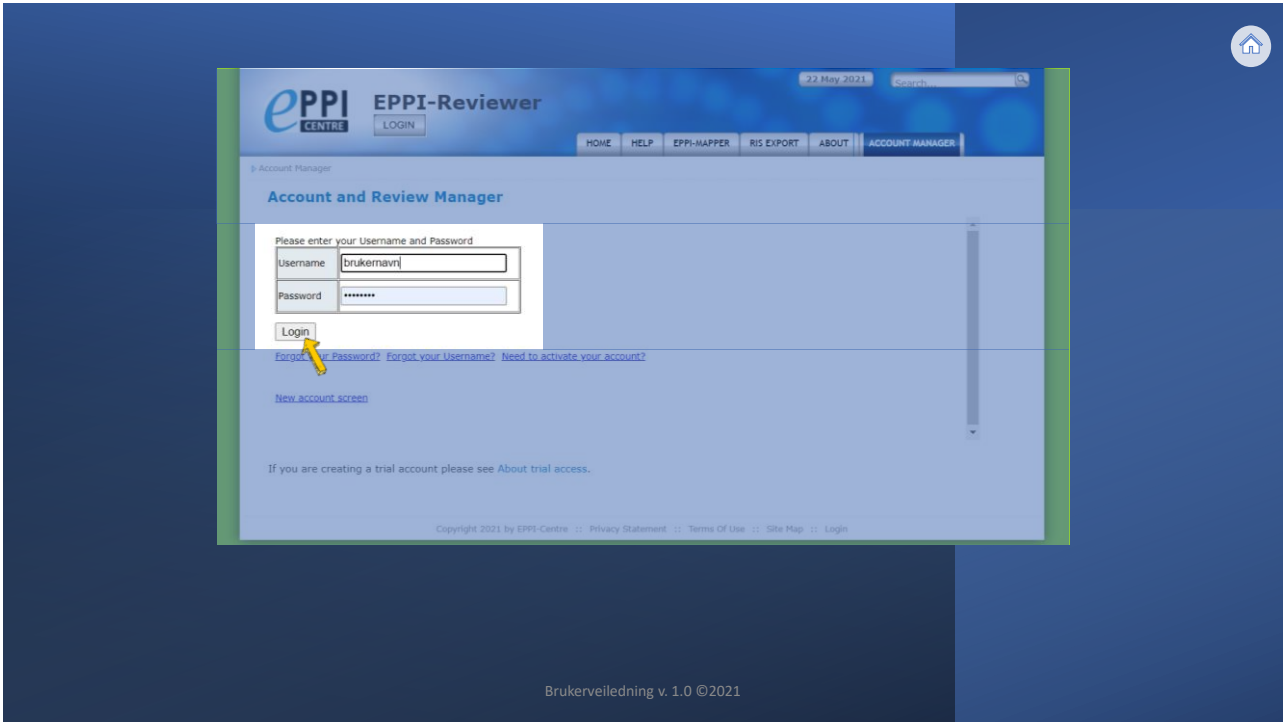 22 May 2021
Search...
ePPI
CENTRE
EPPI-Reviewer
LOGIN
HOME HELP EPPI-MAPPER RIS EXPORT ABOUT ACCOUNT MANAGER
Account Manager
Account and Review Manager
Please enter your Username and Password
Username brukernavn
Password ••••••••
Login
Forgot your Password? Forgot your Username? Need to activate your account?
New account screen
If you are creating a trial account please see About trial access.
Copyright 2021 by EPPI-Centre :: Privacy Statement :: Terms Of Use :: Site Map :: Login
Brukerveiledning v. 1.0 ©2021